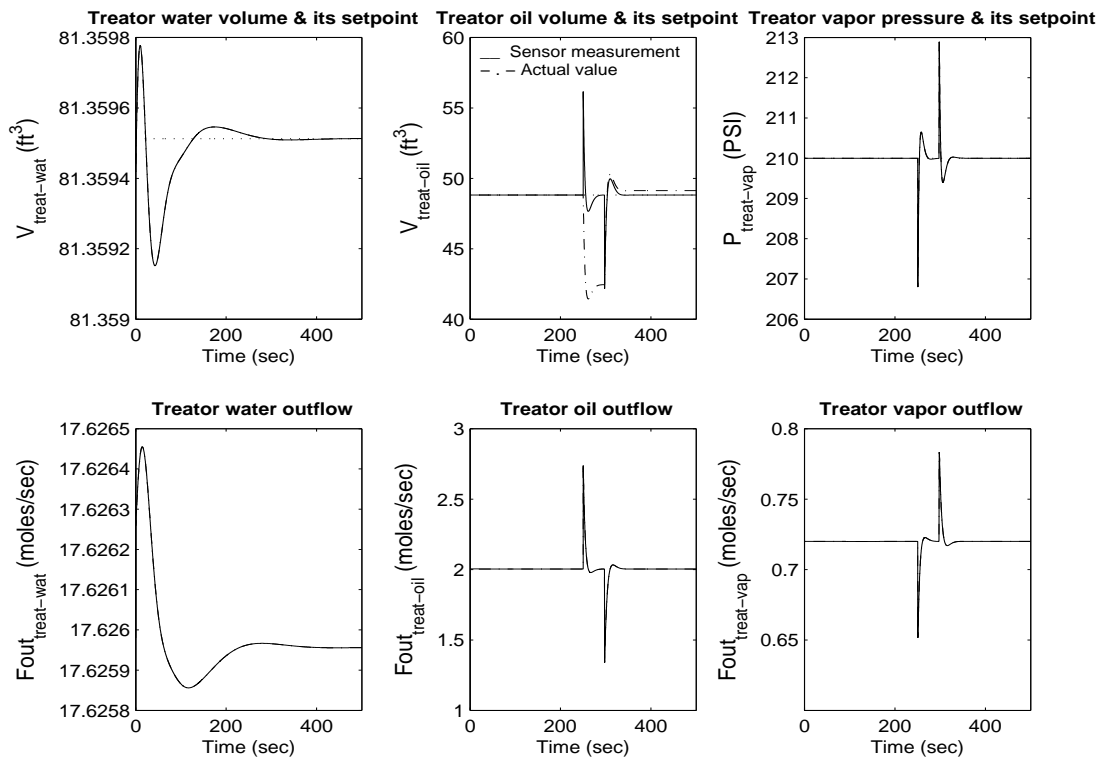 Treator water volume & its setpoint
81.3598
81.3596
81.3594
81.3592
81.359
V_treat−wat (ft^3)
0 200 400
Time (sec)
Treator oil volume & its setpoint
60
55
50
45
40
V_treat−oil (ft^3)
Sensor measurement
Actual value
0 200 400
Time (sec)
Treator vapor pressure & its setpoint
213
212
211
210
209
208
207
206
P_treat−vap (PSI)
0 200 400
Time (sec)
Treator water outflow
17.6265
17.6264
17.6263
17.6262
17.6261
17.626
17.6259
17.6258
Fout_treat−wat (moles/sec)
0 200 400
Time (sec)
Treator oil outflow
3
2.5
2
1.5
1
Fout_treat−oil (moles/sec)
0 200 400
Time (sec)
Treator vapor outflow
0.8
0.75
0.7
0.65
Fout_treat−vap (moles/sec)
0 200 400
Time (sec)